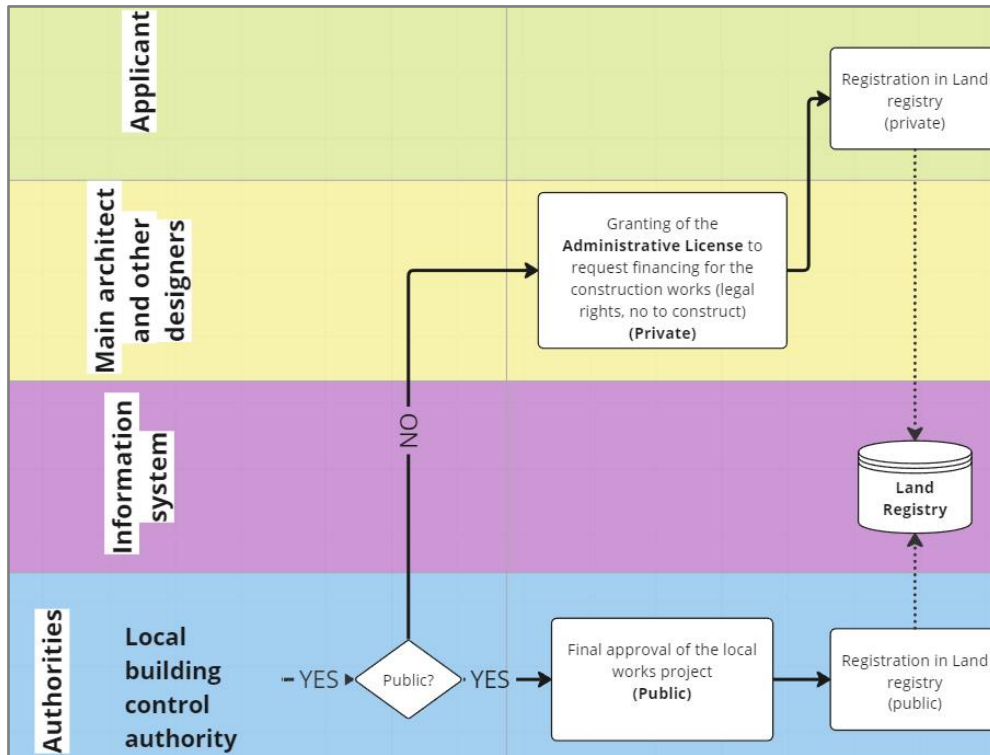 Applicant
Registration in Land
registry
(private)
Main architect
and other
designers
Granting of the
Administrative License to
request financing for the
construction works (legal
rights, no to construct)
(Private)
Information
system
NO
Land
Registry
Authorities
Local
building
control
authority
YES
Public?
YES
Final approval of the local
works project
(Public)
Registration in Land
registry
(public)